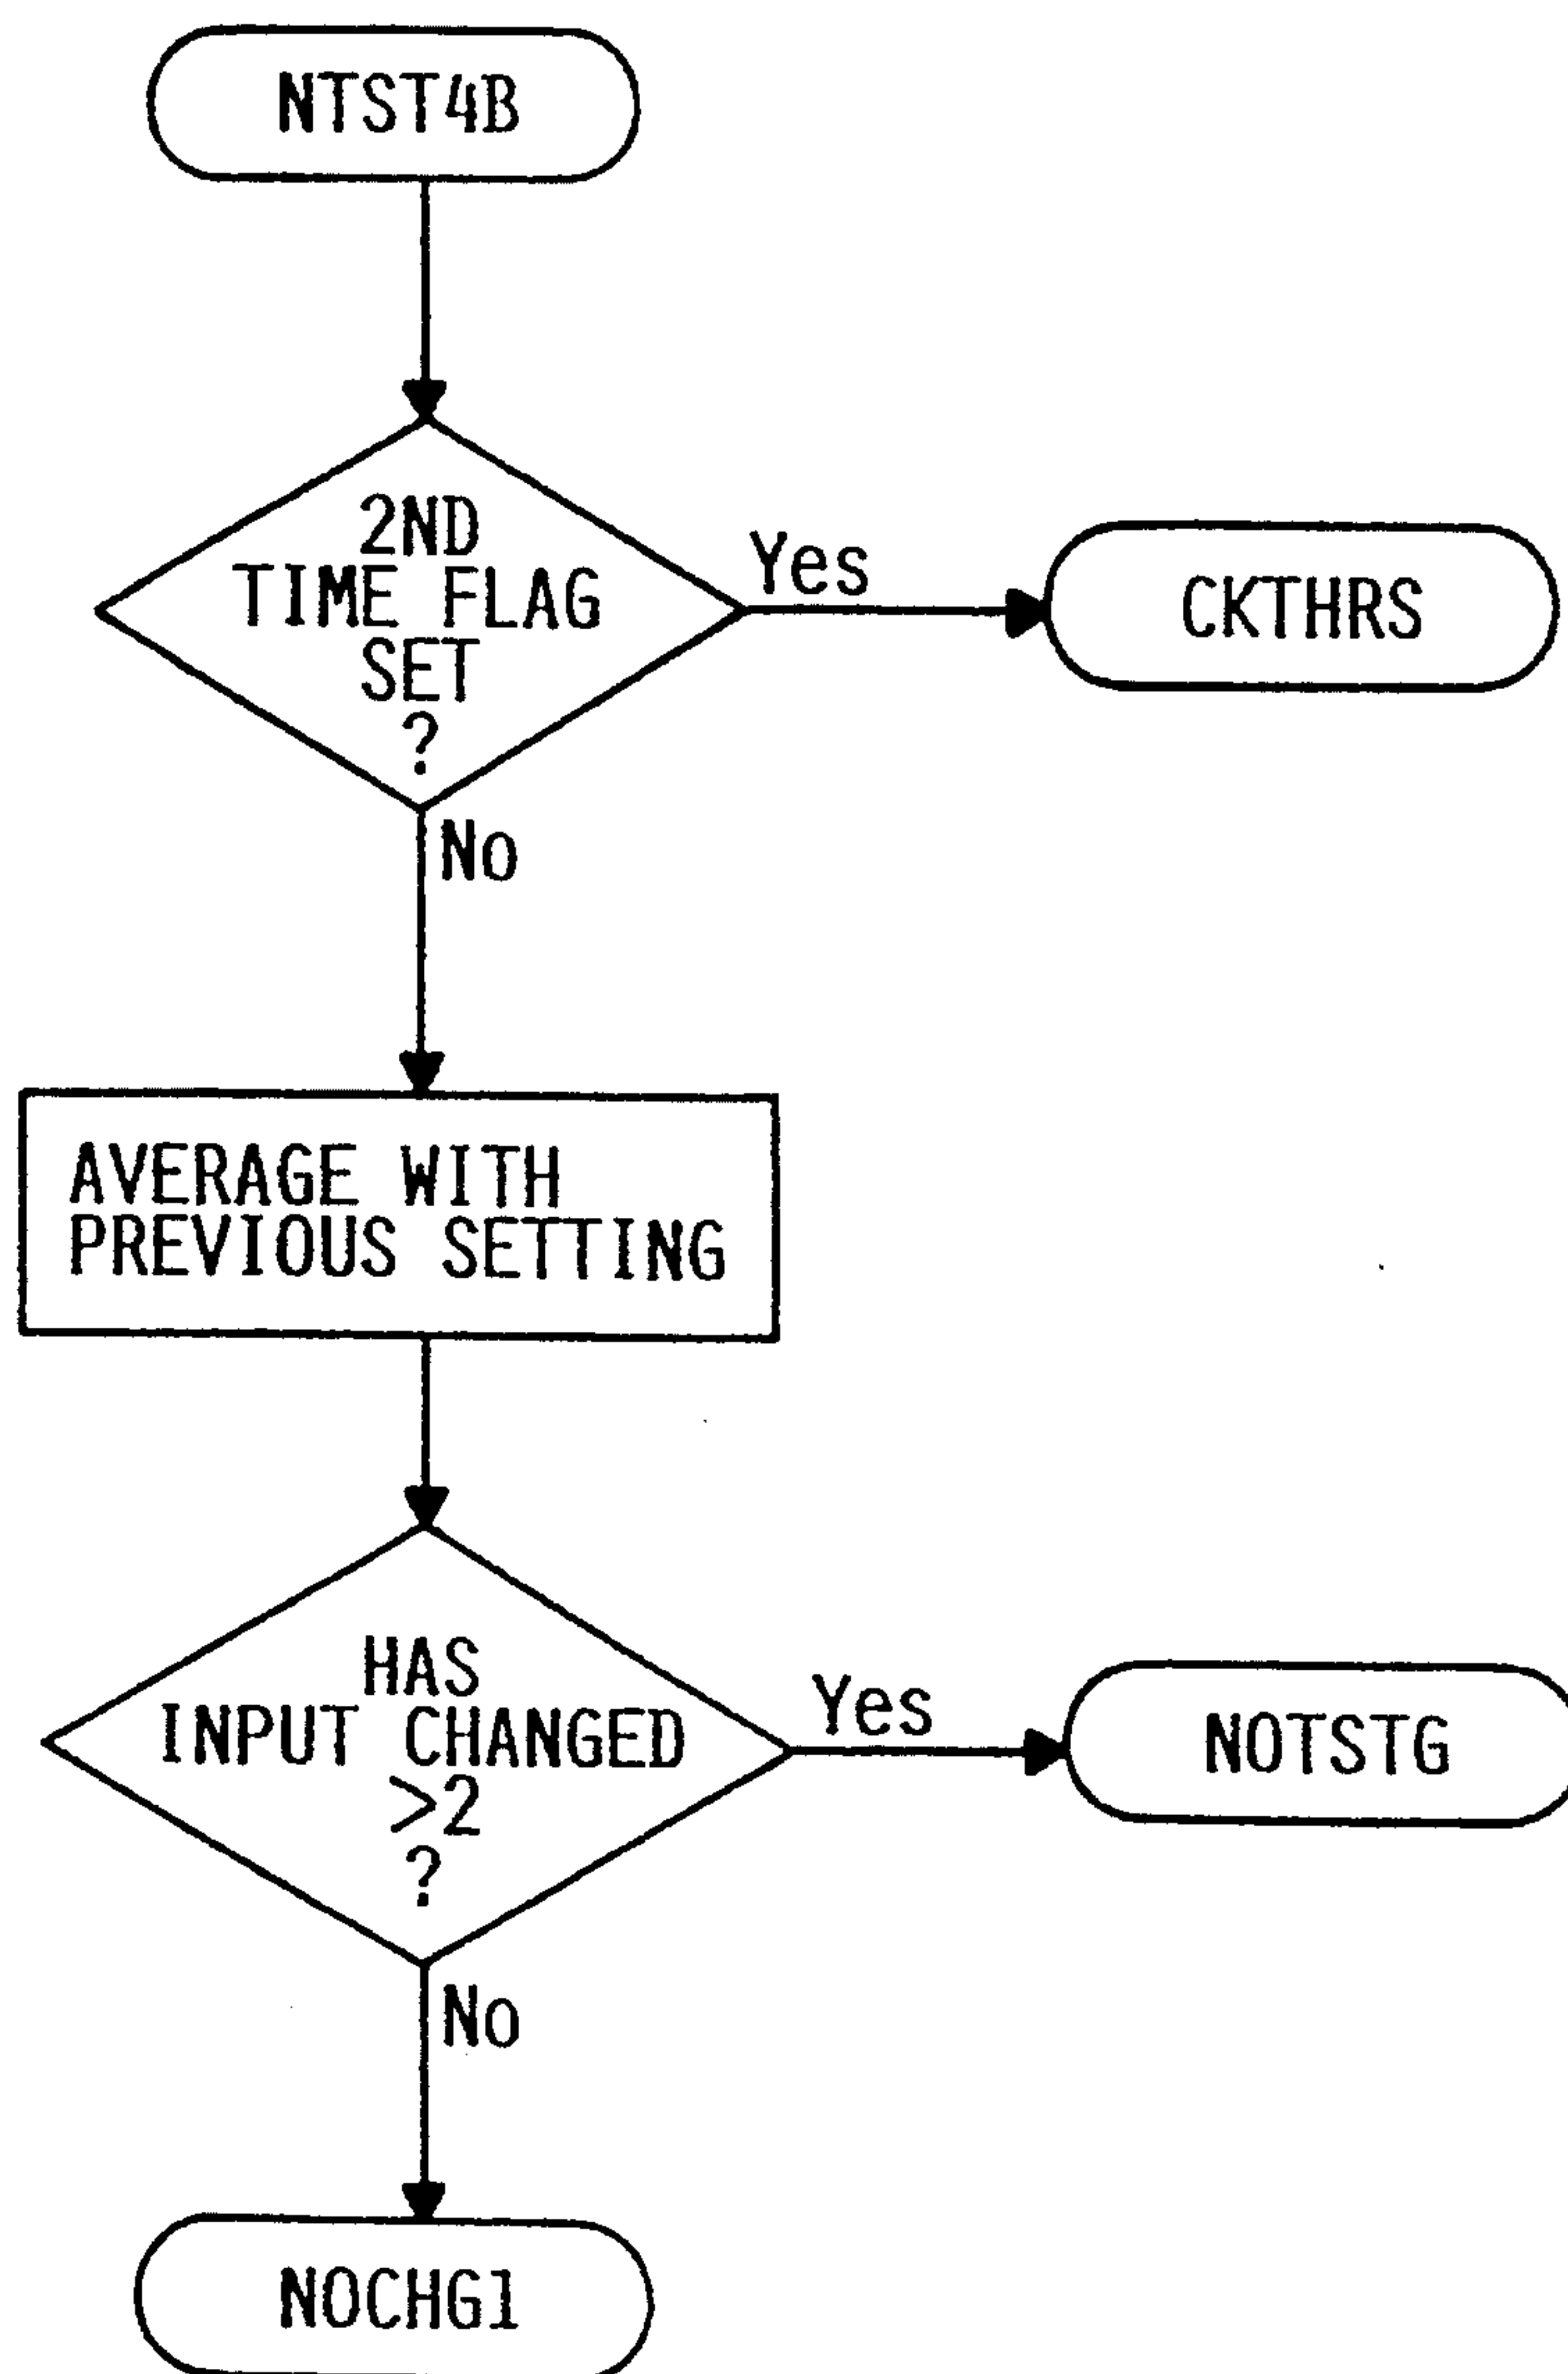 NTST4B
2ND
TIME FLAG
SET
?
Yes
CKTHRS
No
AVERAGE WITH
PREVIOUS SETTING
HAS
INPUT CHANGED
>2
?
Yes
NOTSTG
No
NOCHG1